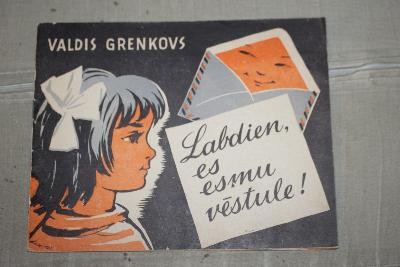 VALDIS GRENKOVS
Labdien,
es
esmu
vēstule!